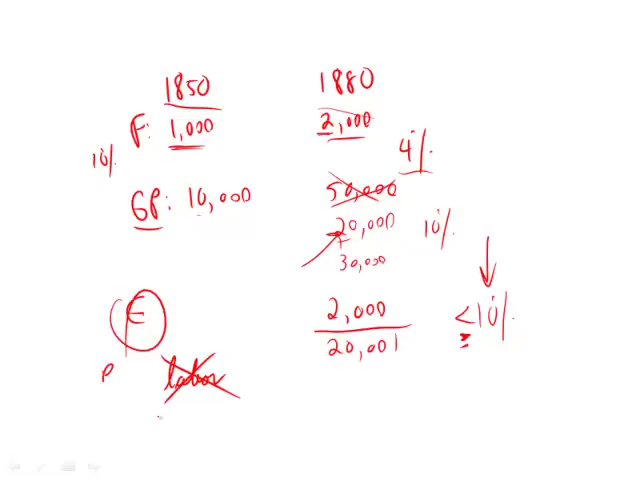 1850 1880
F: 1,000 2,000
10% 4%
GP: 10,000 50,000
20,000 10%
+
30,000
E 2,000 <10%
20,001
P labor